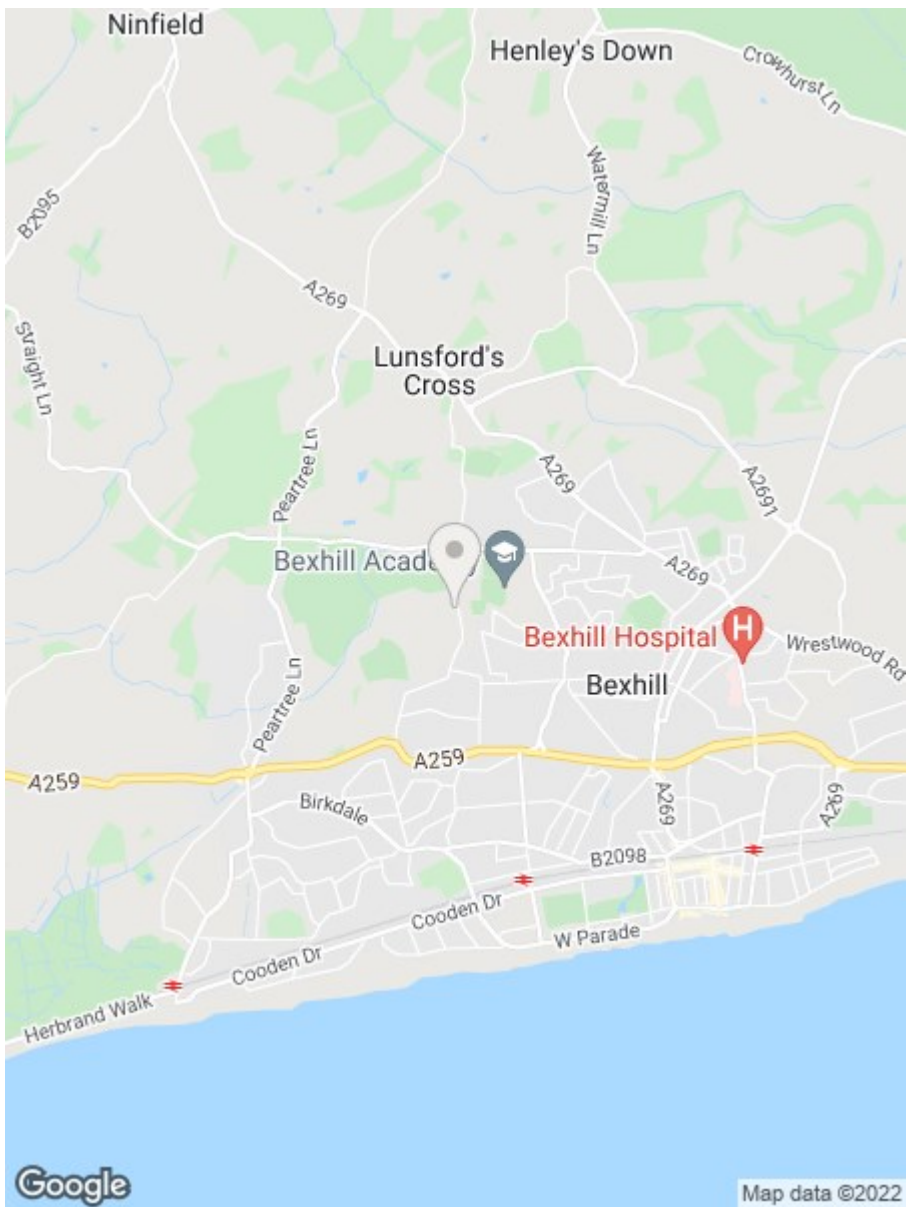 Ninfield
Henley's Down
Crowhurst Ln
B2095
Watermill Ln
A269
Straight Ln
Lunsford's
Cross
Peartree Ln
A269
A2691
Bexhill Academy
A269
Bexhill Hospital
H
Wrestwood Rd
Bexhill
Peartree Ln
A259
A259
Birkdale
A269
A269
B2098
Cooden Dr
W Parade
Cooden Dr
Herbrand Walk
Google
Map data ©2022